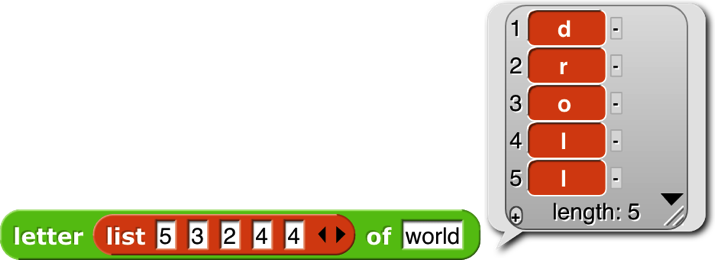 1 d -
2 r -
3 o -
4 l -
5 l -
+ length: 5
letter list 5 3 2 4 4 of world